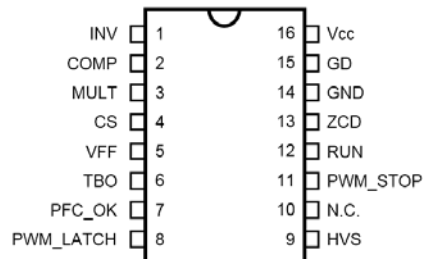 INV 1 16 Vcc
COMP 2 15 GD
MULT 3 14 GND
CS 4 13 ZCD
VFF 5 12 RUN
TBO 6 11 PWM_STOP
PFC_OK 7 10 N.C.
PWM_LATCH 8 9 HVS